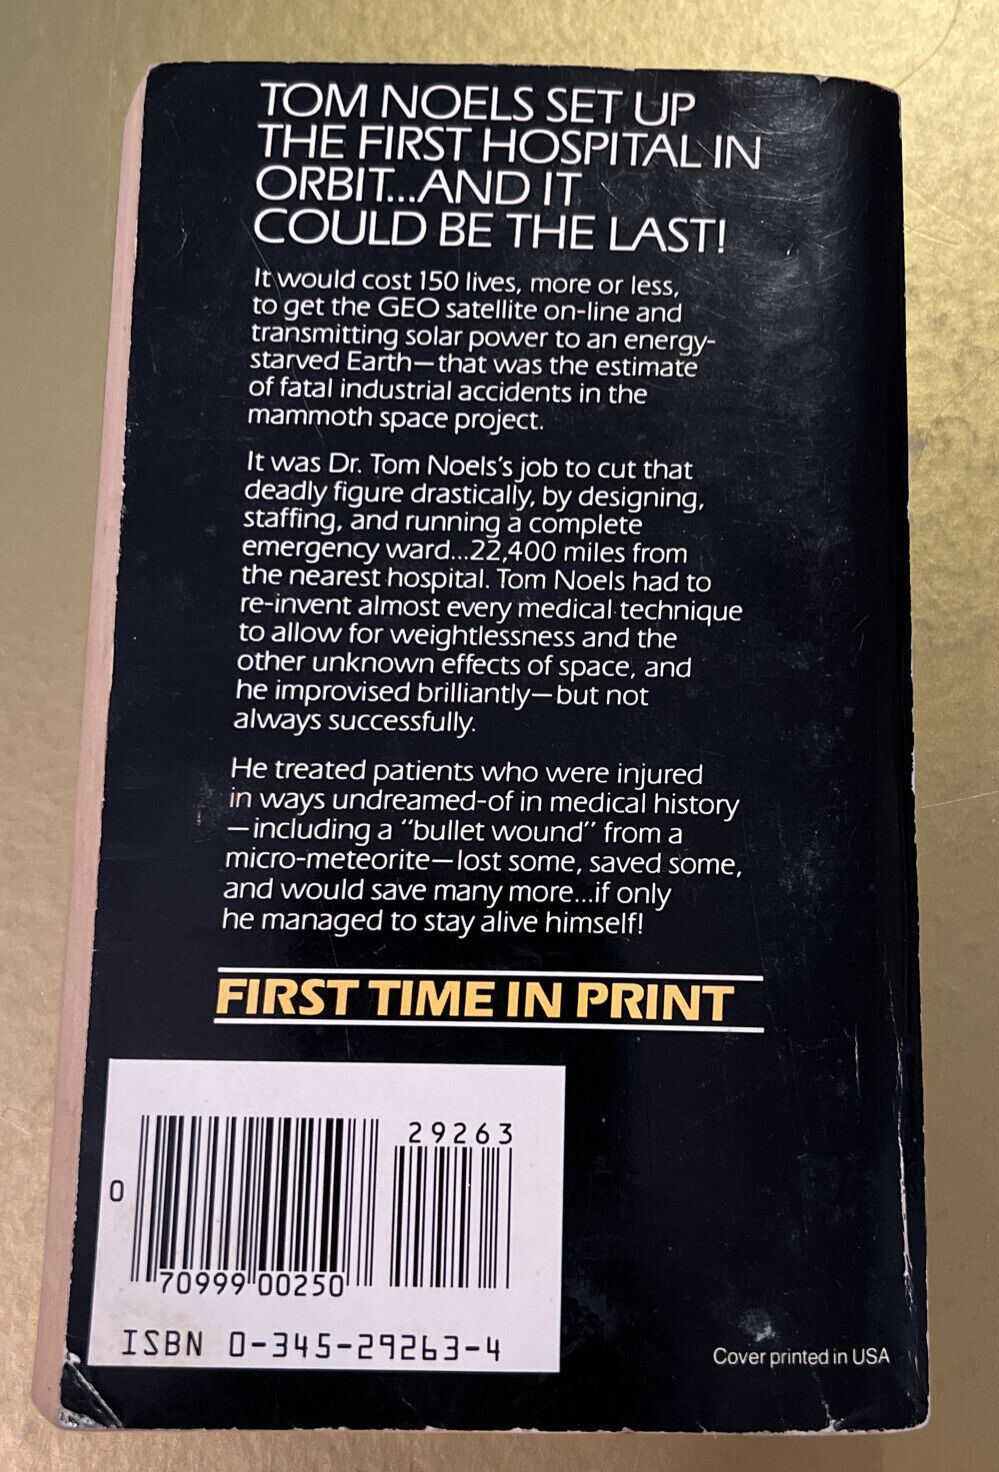 TOM NOELS SET UP
THE FIRST HOSPITAL IN
ORBIT...AND IT
COULD BE THE LAST!
It would cost 150 lives, more or less,
to get the GEO satellite on-line and
transmitting solar power to an energy-
starved Earth—that was the estimate
of fatal industrial accidents in the
mammoth space project.
It was Dr. Tom Noels's job to cut that
deadly figure drastically, by designing,
staffing, and running a complete
emergency ward...22,400 miles from
the nearest hospital. Tom Noels had to
re-invent almost every medical technique
to allow for weightlessness and the
other unknown effects of space, and
he improvised brilliantly—but not
always successfully.
He treated patients who were injured
in ways undreamed-of in medical history
—including a "bullet wound" from a
micro-meteorite—lost some, saved some,
and would save many more...if only
he managed to stay alive himself!
FIRST TIME IN PRINT
29263
0
70999 00250
ISBN 0-345-29263-4
Cover printed in USA